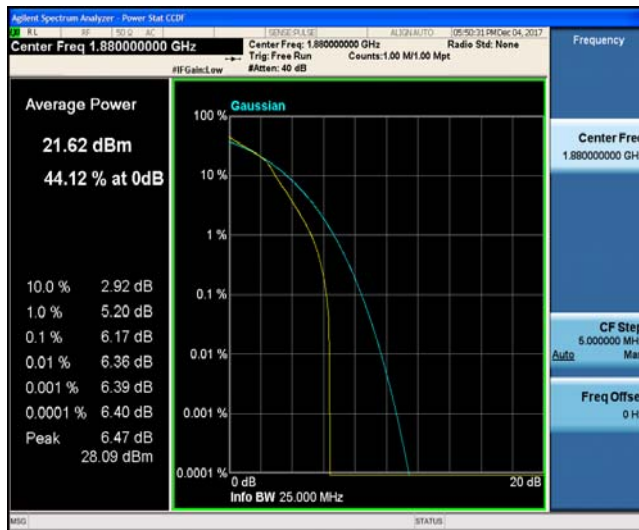 Agilent Spectrum Analyzer - Power Stat CCDF
RL RF 50 Ω AC SENSE:PULSE ALIGN AUTO 05:50:31 PM Dec 04, 2017
Center Freq 1.880000000 GHz
Center Freq: 1.880000000 GHz Radio Std: None
Trig: Free Run Counts:1.00 M/1.00 Mpt
#IFGain:Low #Atten: 40 dB
Frequency
Average Power
21.62 dBm
44.12 % at 0dB
10.0 % 2.92 dB
1.0 % 5.20 dB
0.1 % 6.17 dB
0.01 % 6.36 dB
0.001 % 6.39 dB
0.0001 % 6.40 dB
Peak 6.47 dB
28.09 dBm
Gaussian
100 %
10 %
1 %
0.1 %
0.01 %
0.001 %
0.0001 %
0 dB 20 dB
Info BW 25.000 MHz
Center Fre
1.880000000 GH
CF Step
5.000000 MH
Auto Ma
Freq Offse
0 H
MSG STATUS